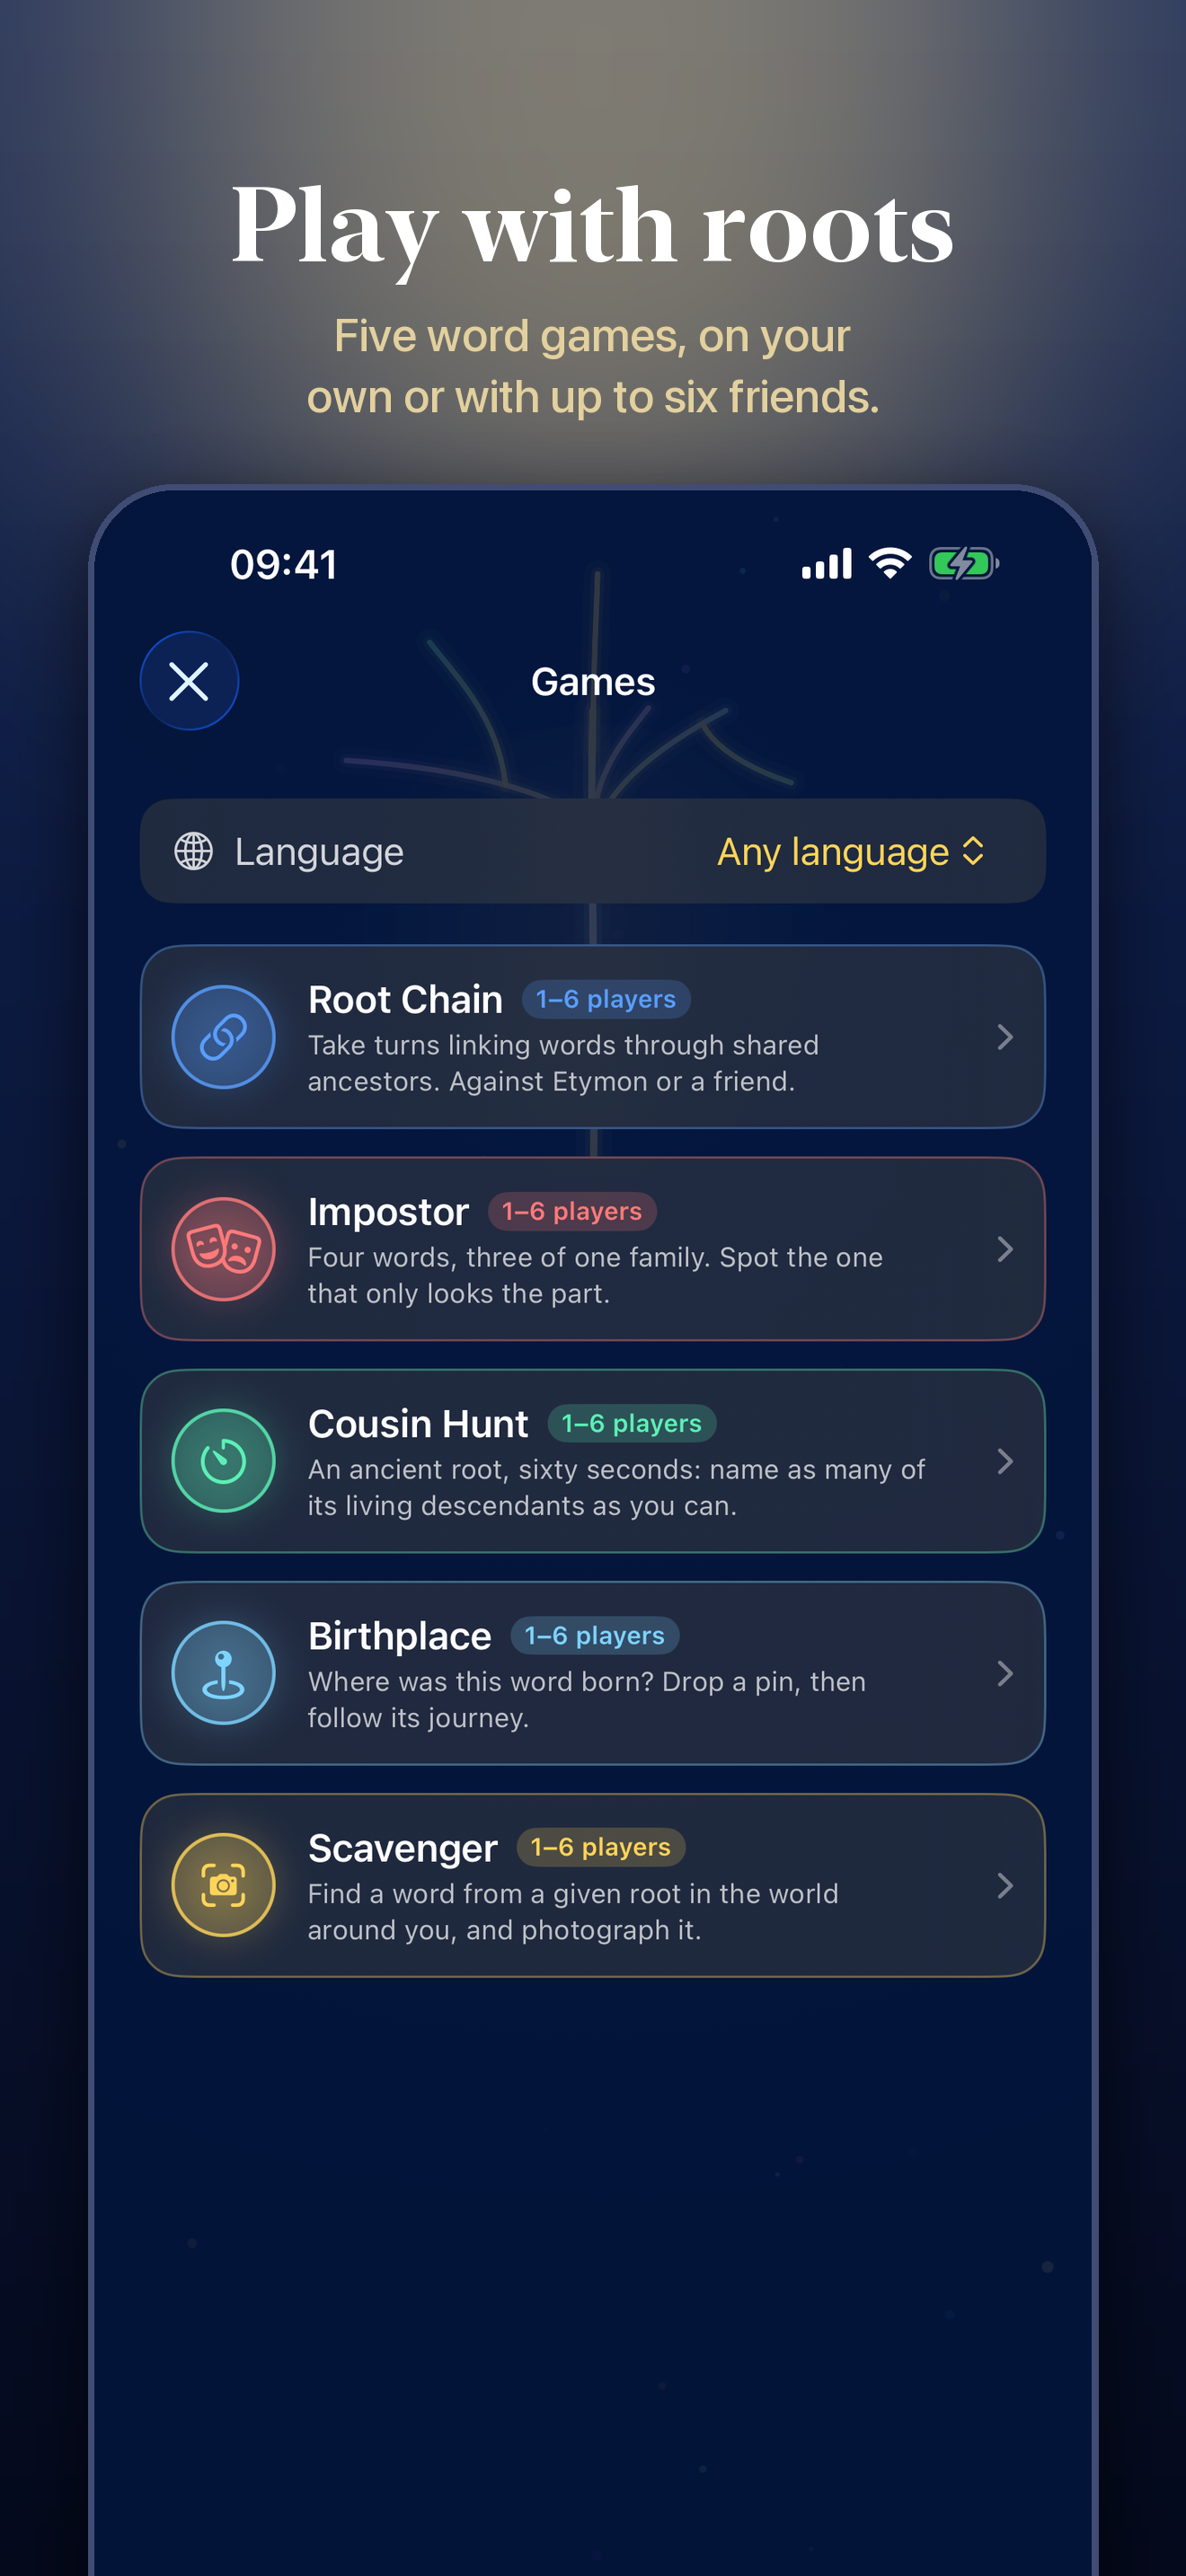 Play with roots
Five word games, on your
own or with up to six friends.
09:41
Games
Language
Any language
Root Chain
1–6 players
Take turns linking words through shared
ancestors. Against Etymon or a friend.
Impostor
1–6 players
Four words, three of one family. Spot the one
that only looks the part.
Cousin Hunt
1–6 players
An ancient root, sixty seconds: name as many of
its living descendants as you can.
Birthplace
1–6 players
Where was this word born? Drop a pin, then
follow its journey.
Scavenger
1–6 players
Find a word from a given root in the world
around you, and photograph it.